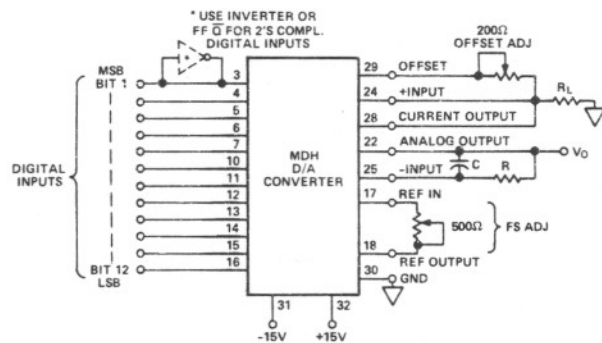 * USE INVERTER OR
FF Q̅ FOR 2'S COMPL.
DIGITAL INPUTS
MSB
BIT 1
BIT 12
LSB
DIGITAL
INPUTS
3
4
5
6
7
10
11
12
13
14
15
16
MDH
D/A
CONVERTER
29 OFFSET
24 +INPUT
28 CURRENT OUTPUT
22 ANALOG OUTPUT
25 -INPUT
17 REF IN
18
REF OUTPUT
30 GND
200Ω
OFFSET ADJ
RL
C
R
VO
500Ω
FS ADJ
31
32
-15V
+15V